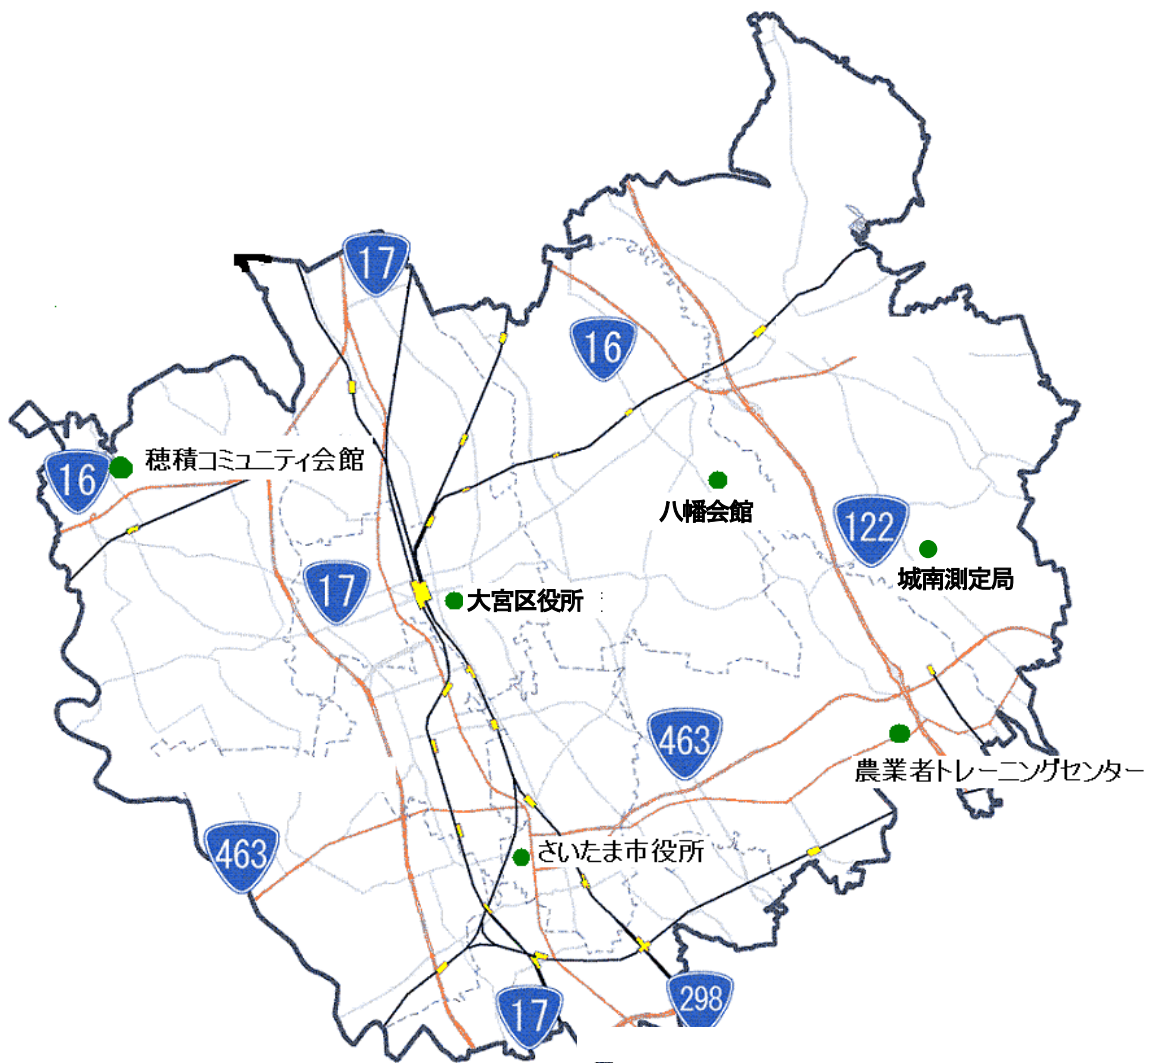 17
16
穂積コミュニティ会館
16
八幡会館
122
城南測定局
17
大宮区役所
463
農業者トレーニングセンター
463
さいたま市役所
298
17